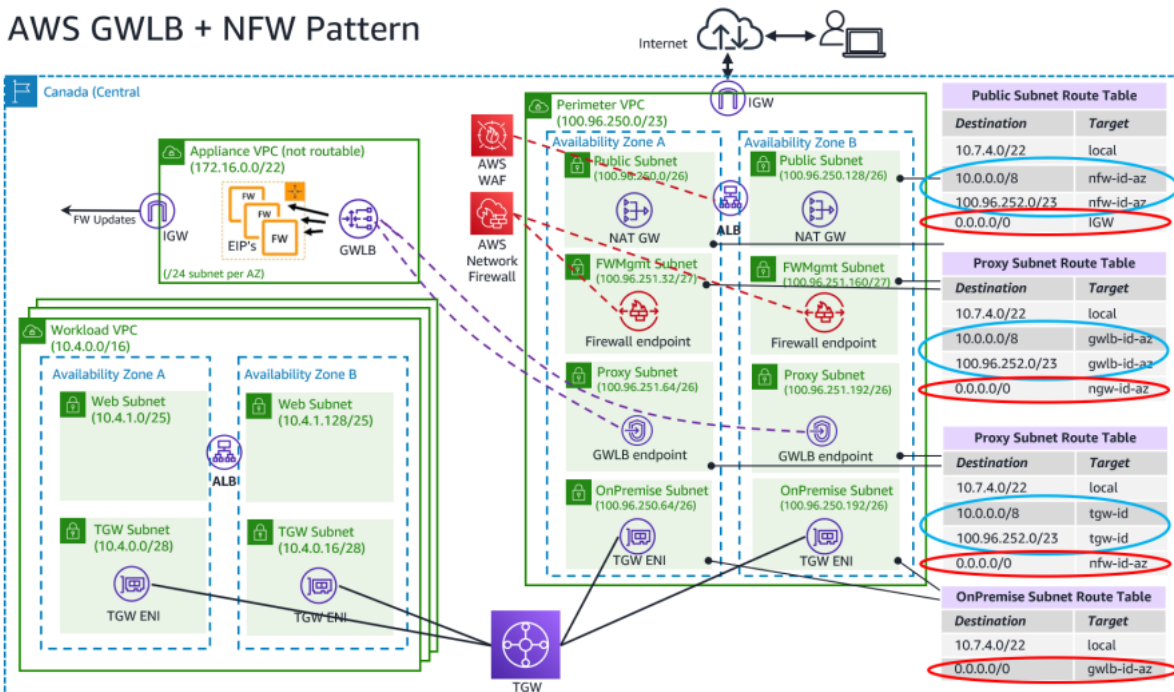 AWS GWLB + NFW Pattern
Internet
IGW
Canada (Central
Appliance VPC (not routable)
(172.16.0.0/22)
FW
FW
FW
EIP's
GWLB
IGW
FW Updates
(/24 subnet per AZ)
AWS
WAF
AWS
Network
Firewall
Workload VPC
(10.4.0.0/16)
Availability Zone A
Web Subnet
(10.4.1.0/25)
TGW Subnet
(10.4.0.0/28)
TGW ENI
ALB
Availability Zone B
Web Subnet
(10.4.1.128/25)
TGW Subnet
(10.4.0.16/28)
TGW ENI
TGW
Perimeter VPC
(100.96.250.0/23)
Availability Zone A
Public Subnet
(100.96.250.0/26)
NAT GW
FWMgmt Subnet
(100.96.251.32/27)
Firewall endpoint
Proxy Subnet
(100.96.251.64/26)
GWLB endpoint
OnPremise Subnet
(100.96.250.64/26)
TGW ENI
ALB
Availability Zone B
Public Subnet
(100.96.250.128/26)
NAT GW
FWMgmt Subnet
(100.96.251.160/27)
Firewall endpoint
Proxy Subnet
(100.96.251.192/26)
GWLB endpoint
OnPremise Subnet
(100.96.250.192/26)
TGW ENI
Public Subnet Route Table
Destination Target
10.7.4.0/22 local
10.0.0.0/8 nfw-id-az
100.96.252.0/23 nfw-id-az
0.0.0.0/0 IGW
Proxy Subnet Route Table
Destination Target
10.7.4.0/22 local
10.0.0.0/8 gwlb-id-az
100.96.252.0/23 gwlb-id-az
0.0.0.0/0 ngw-id-az
Proxy Subnet Route Table
Destination Target
10.7.4.0/22 local
10.0.0.0/8 tgw-id
100.96.252.0/23 tgw-id
0.0.0.0/0 nfw-id-az
OnPremise Subnet Route Table
Destination Target
10.7.4.0/22 local
0.0.0.0/0 gwlb-id-az